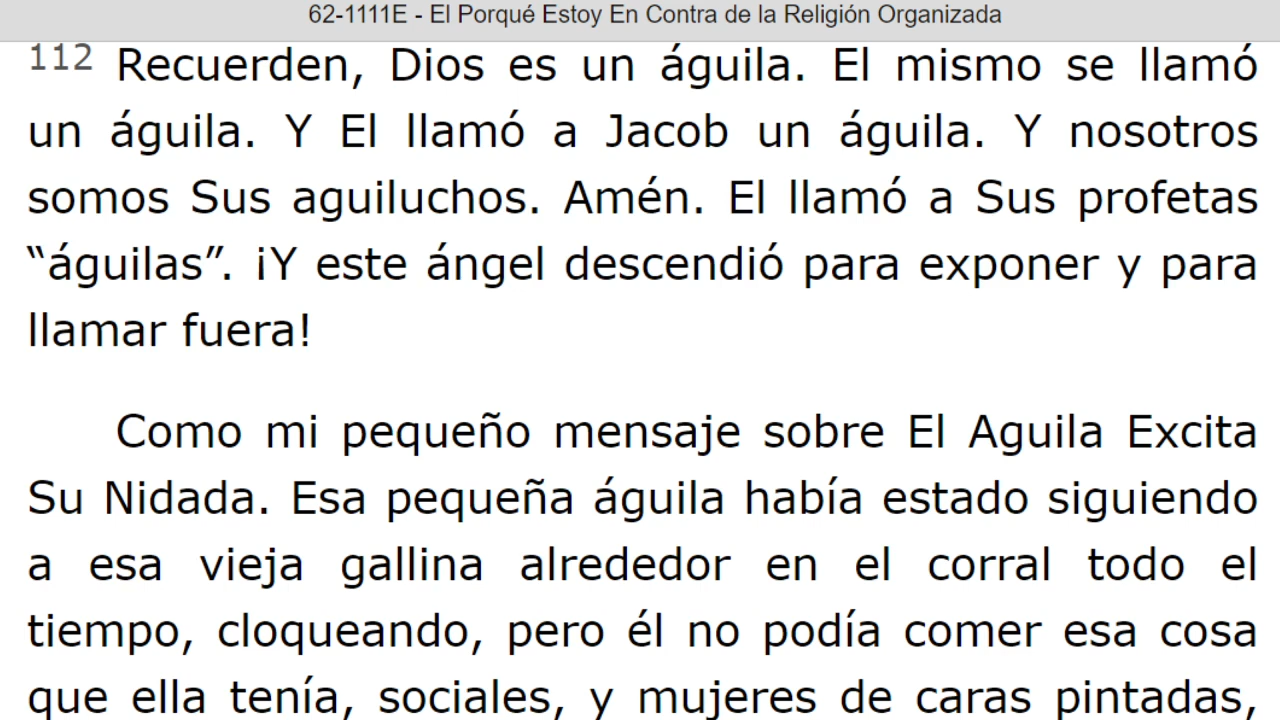 62-1111E - El Porqué Estoy En Contra de la Religión Organizada
112 Recuerden, Dios es un águila. El mismo se llamó
un águila. Y El llamó a Jacob un águila. Y nosotros
somos Sus aguiluchos. Amén. El llamó a Sus profetas
“águilas”. ¡Y este ángel descendió para exponer y para
llamar fuera!
Como mi pequeño mensaje sobre El Aguila Excita
Su Nidada. Esa pequeña águila había estado siguiendo
a esa vieja gallina alrededor en el corral todo el
tiempo, cloqueando, pero él no podía comer esa cosa
que ella tenía, sociales, y mujeres de caras pintadas,